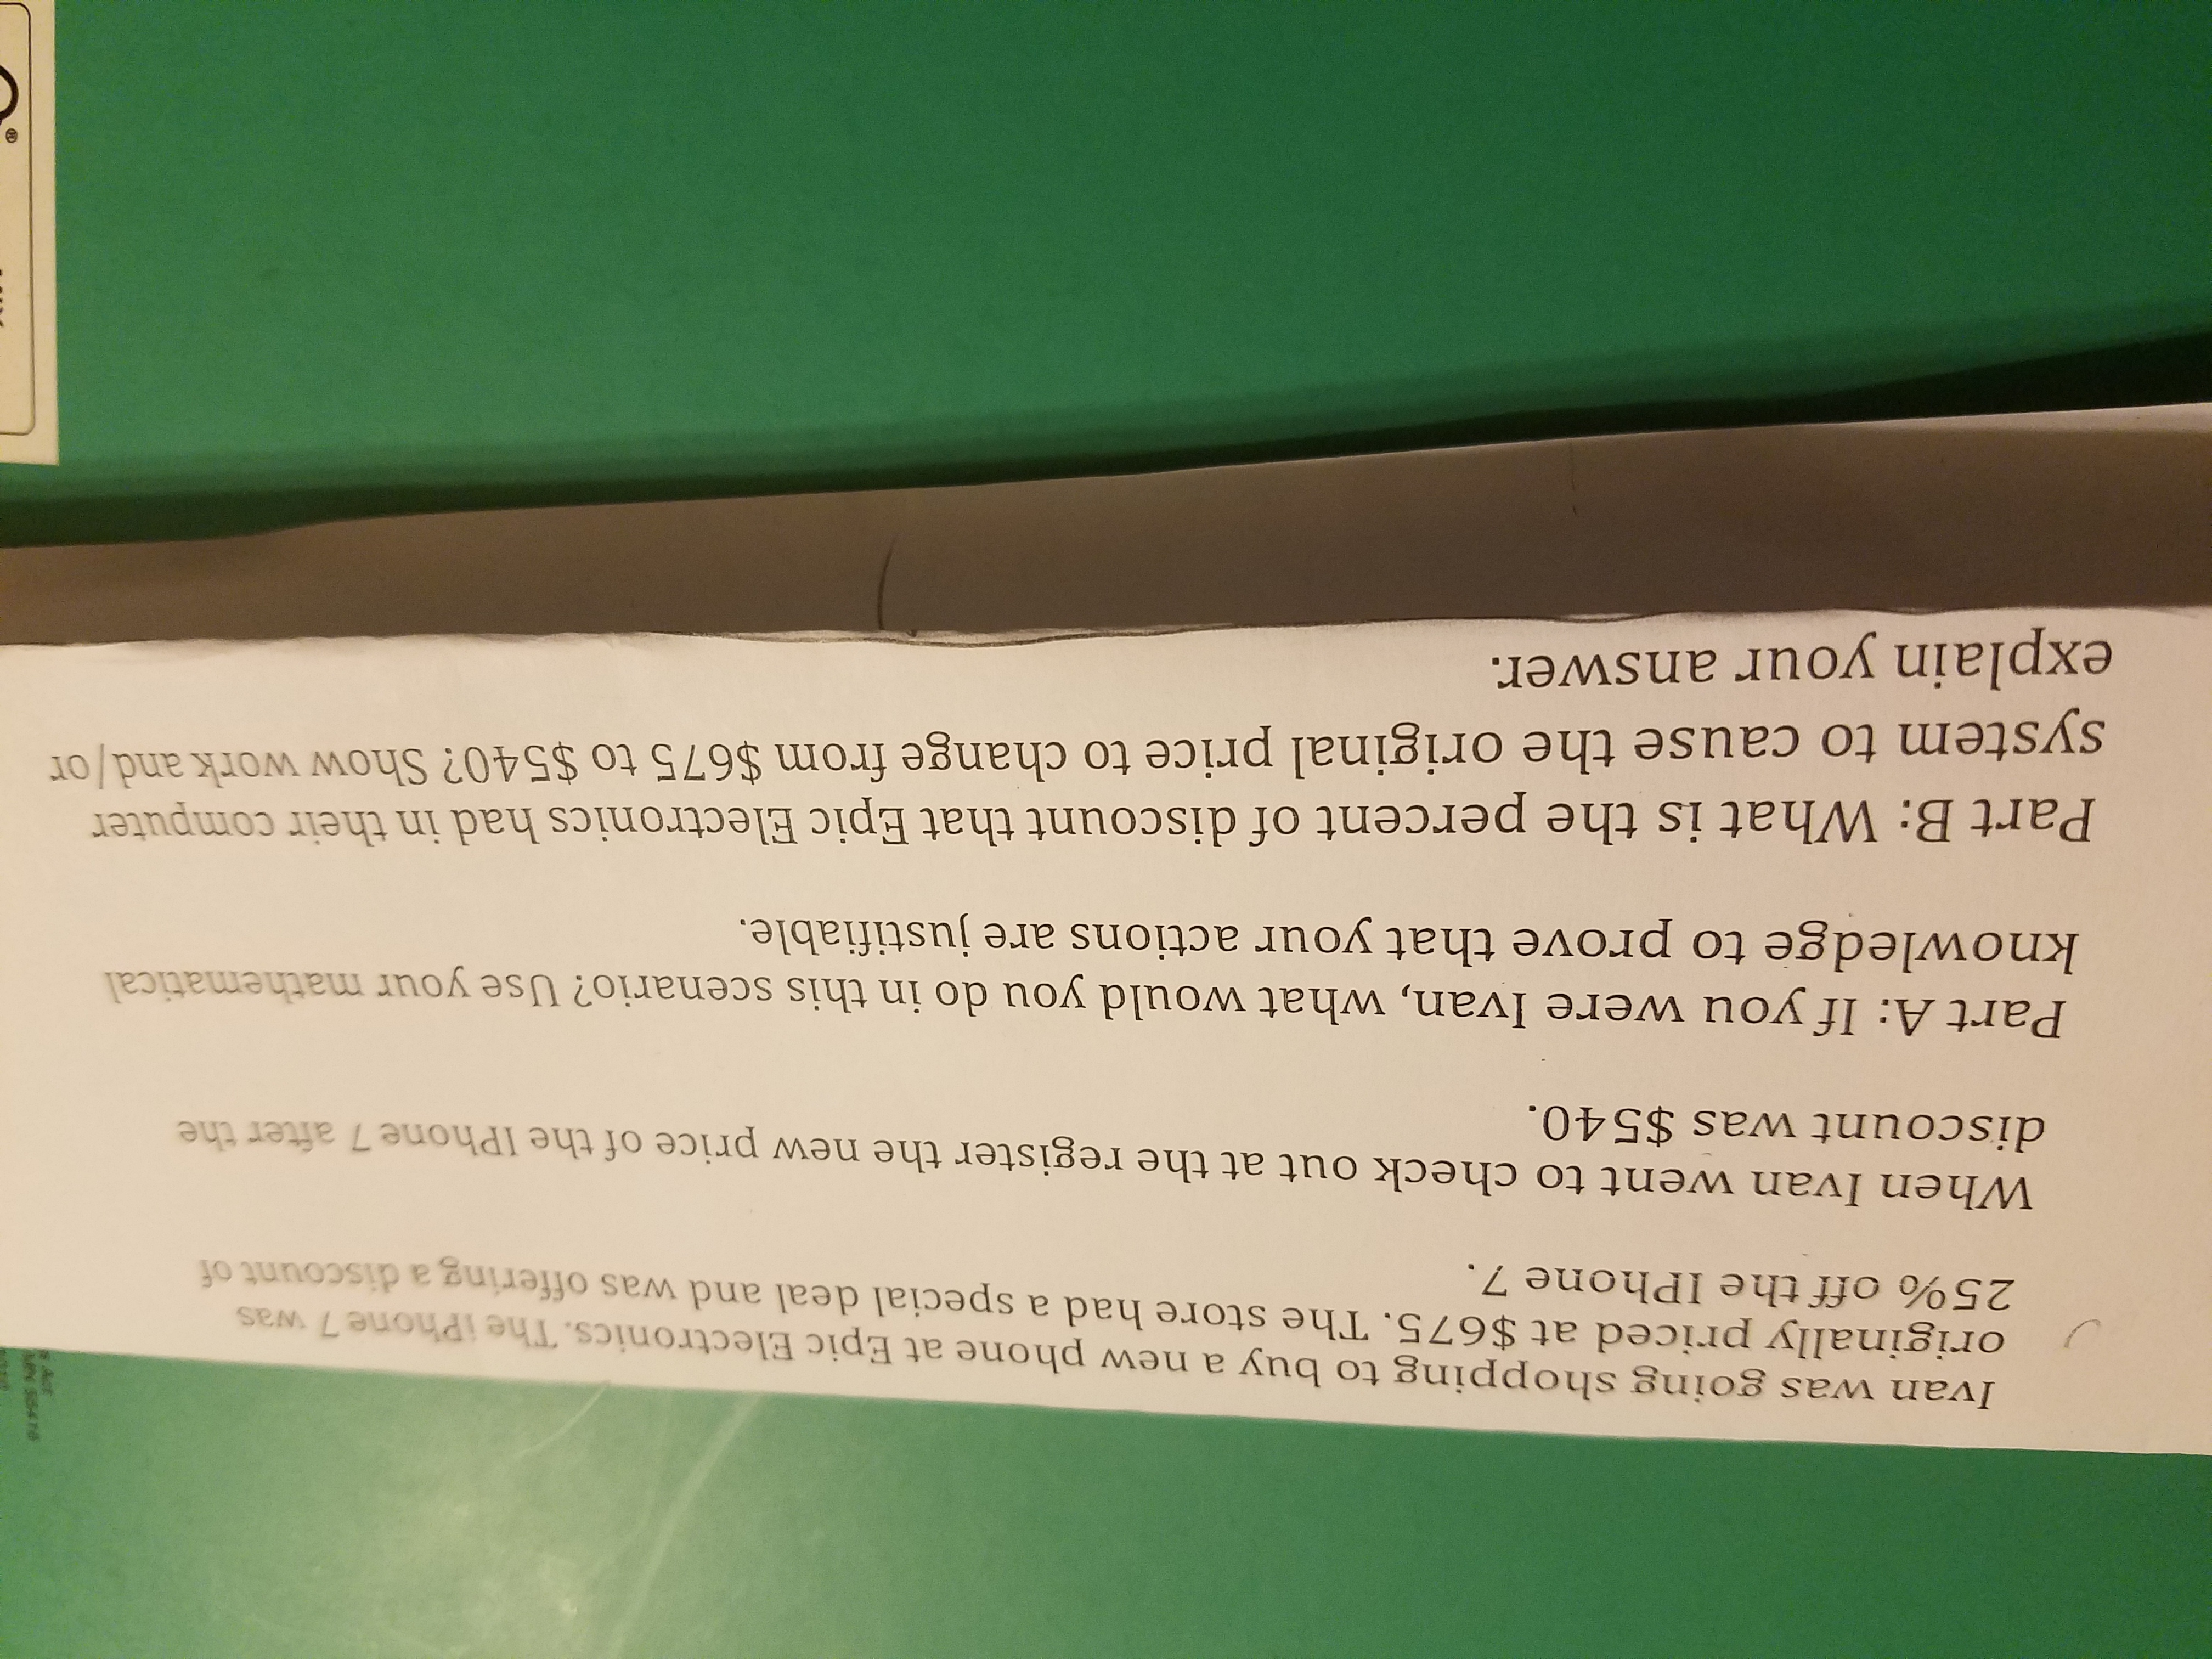 Ivan was going shopping to buy a new phone at Epic Electronics. The iPhone 7 was
originally priced at $675. The store had a special deal and was offering a discount of
25% off the IPhone 7.
When Ivan went to check out at the register the new price of the IPhone 7 after the
discount was $540.
Part A: If you were Ivan, what would you do in this scenario? Use your mathematical
knowledge to prove that your actions are justifiable.
Part B: What is the percent of discount that Epic Electronics had in their computer
system to cause the original price to change from $675 to $540? Show work and/or
explain your answer.
®